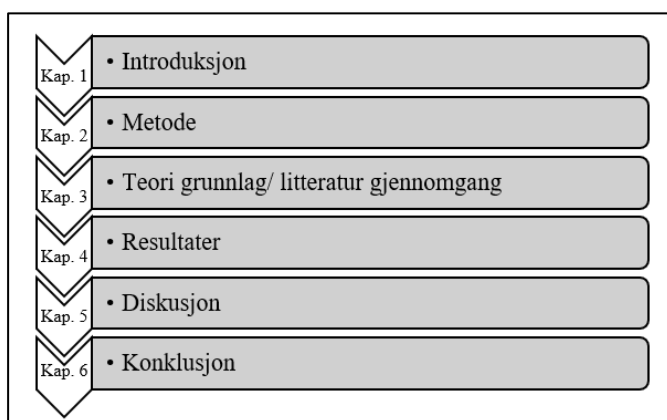 Kap. 1 • Introduksjon
Kap. 2 • Metode
Kap. 3 • Teori grunnlag/ litteratur gjennomgang
Kap. 4 • Resultater
Kap. 5 • Diskusjon
Kap. 6 • Konklusjon